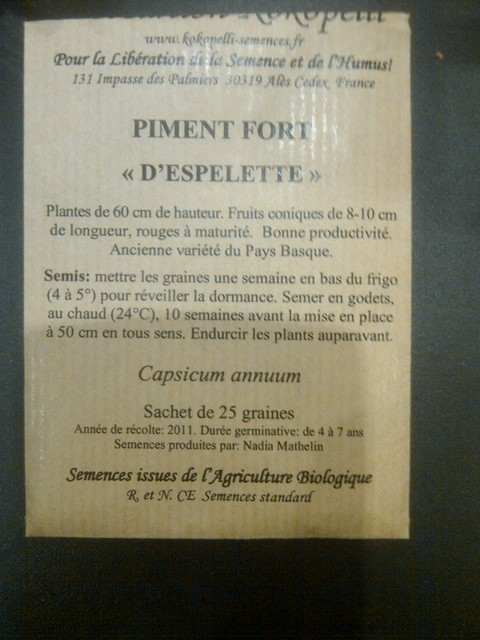 Kokopelli
www.kokopelli-semences.fr
Pour la Libération de la Semence et de l'Humus!
131 Impasse des Palmiers 30319 Alès Cedex, France
PIMENT FORT
« D'ESPELETTE »
Plantes de 60 cm de hauteur. Fruits coniques de 8-10 cm
de longueur, rouges à maturité. Bonne productivité.
Ancienne variété du Pays Basque.
Semis: mettre les graines une semaine en bas du frigo
(4 à 5°) pour réveiller la dormance. Semer en godets,
au chaud (24°C), 10 semaines avant la mise en place
à 50 cm en tous sens. Endurcir les plants auparavant.
Capsicum annuum
Sachet de 25 graines
Année de récolte: 2011. Durée germinative: de 4 à 7 ans
Semences produites par: Nadia Mathelin
Semences issues de l'Agriculture Biologique
R. et N. CE Semences standard